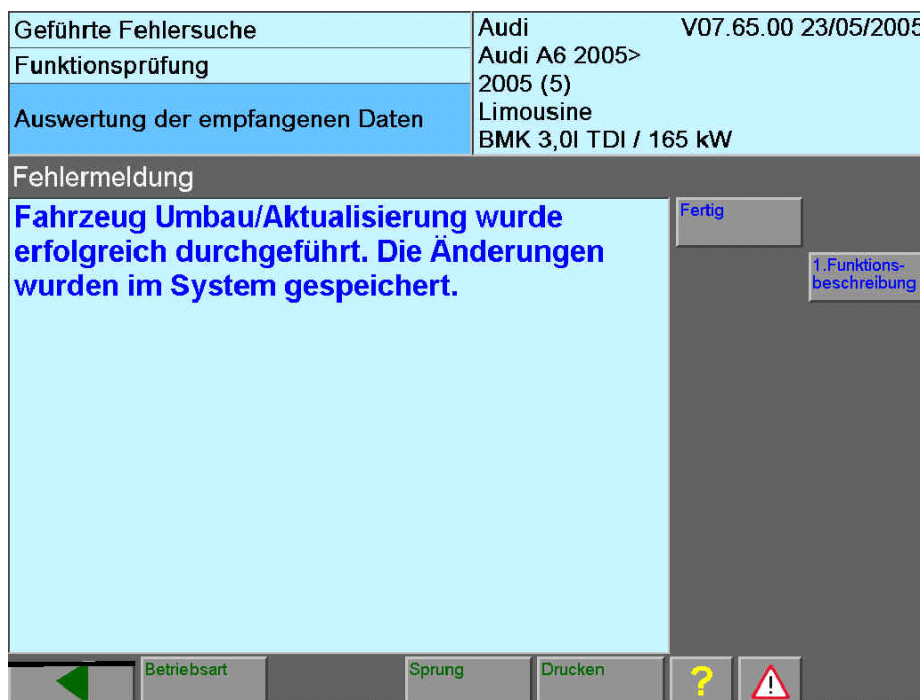 Geführte Fehlersuche
Funktionsprüfung
Auswertung der empfangenen Daten
Audi V07.65.00 23/05/2005
Audi A6 2005>
2005 (5)
Limousine
BMK 3,0l TDI / 165 kW
Fehlermeldung
Fahrzeug Umbau/Aktualisierung wurde
erfolgreich durchgeführt. Die Änderungen
wurden im System gespeichert.
Fertig
1.Funktions-
beschreibung
Betriebsart
Sprung
Drucken
?